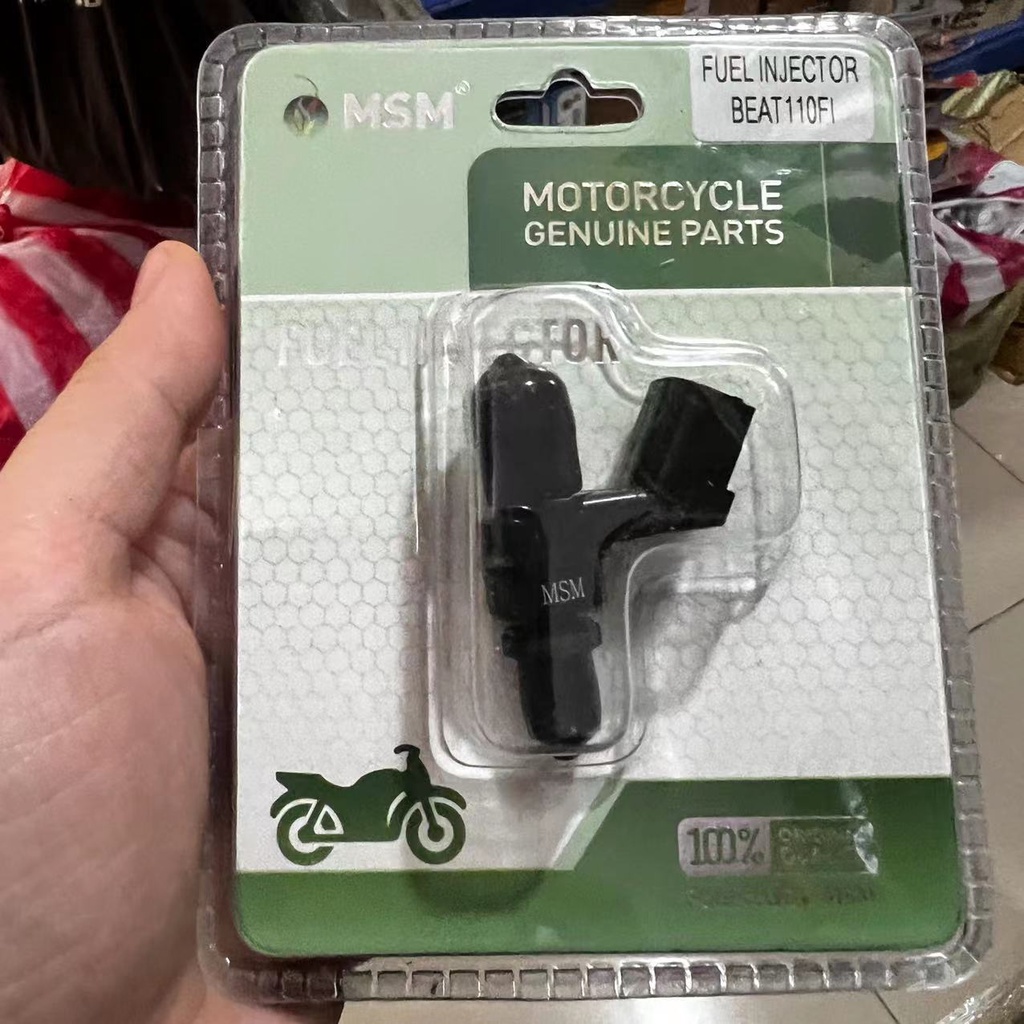 MSM®
FUEL INJECTOR
BEAT110FI
MOTORCYCLE
GENUINE PARTS
MSM
100%